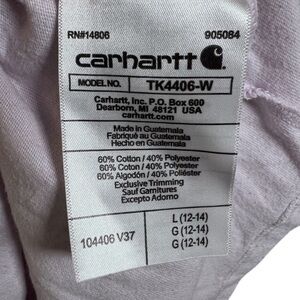 RN#14806 905084
carhartt
MODEL NO. TK4406-W
Carhartt, Inc. P.O. Box 600
Dearborn, MI 48121 USA
carhartt.com
Made in Guatemala
Fabriqué au Guatemala
Hecho en Guatemala
60% Cotton / 40% Polyester
60% Coton / 40% Polyester
60% Algodón / 40% Poliéster
Exclusive Trimming
Sauf Garnitures
Excepto Adorno
104406 V37
L (12-14)
G (12-14)
G (12-14)